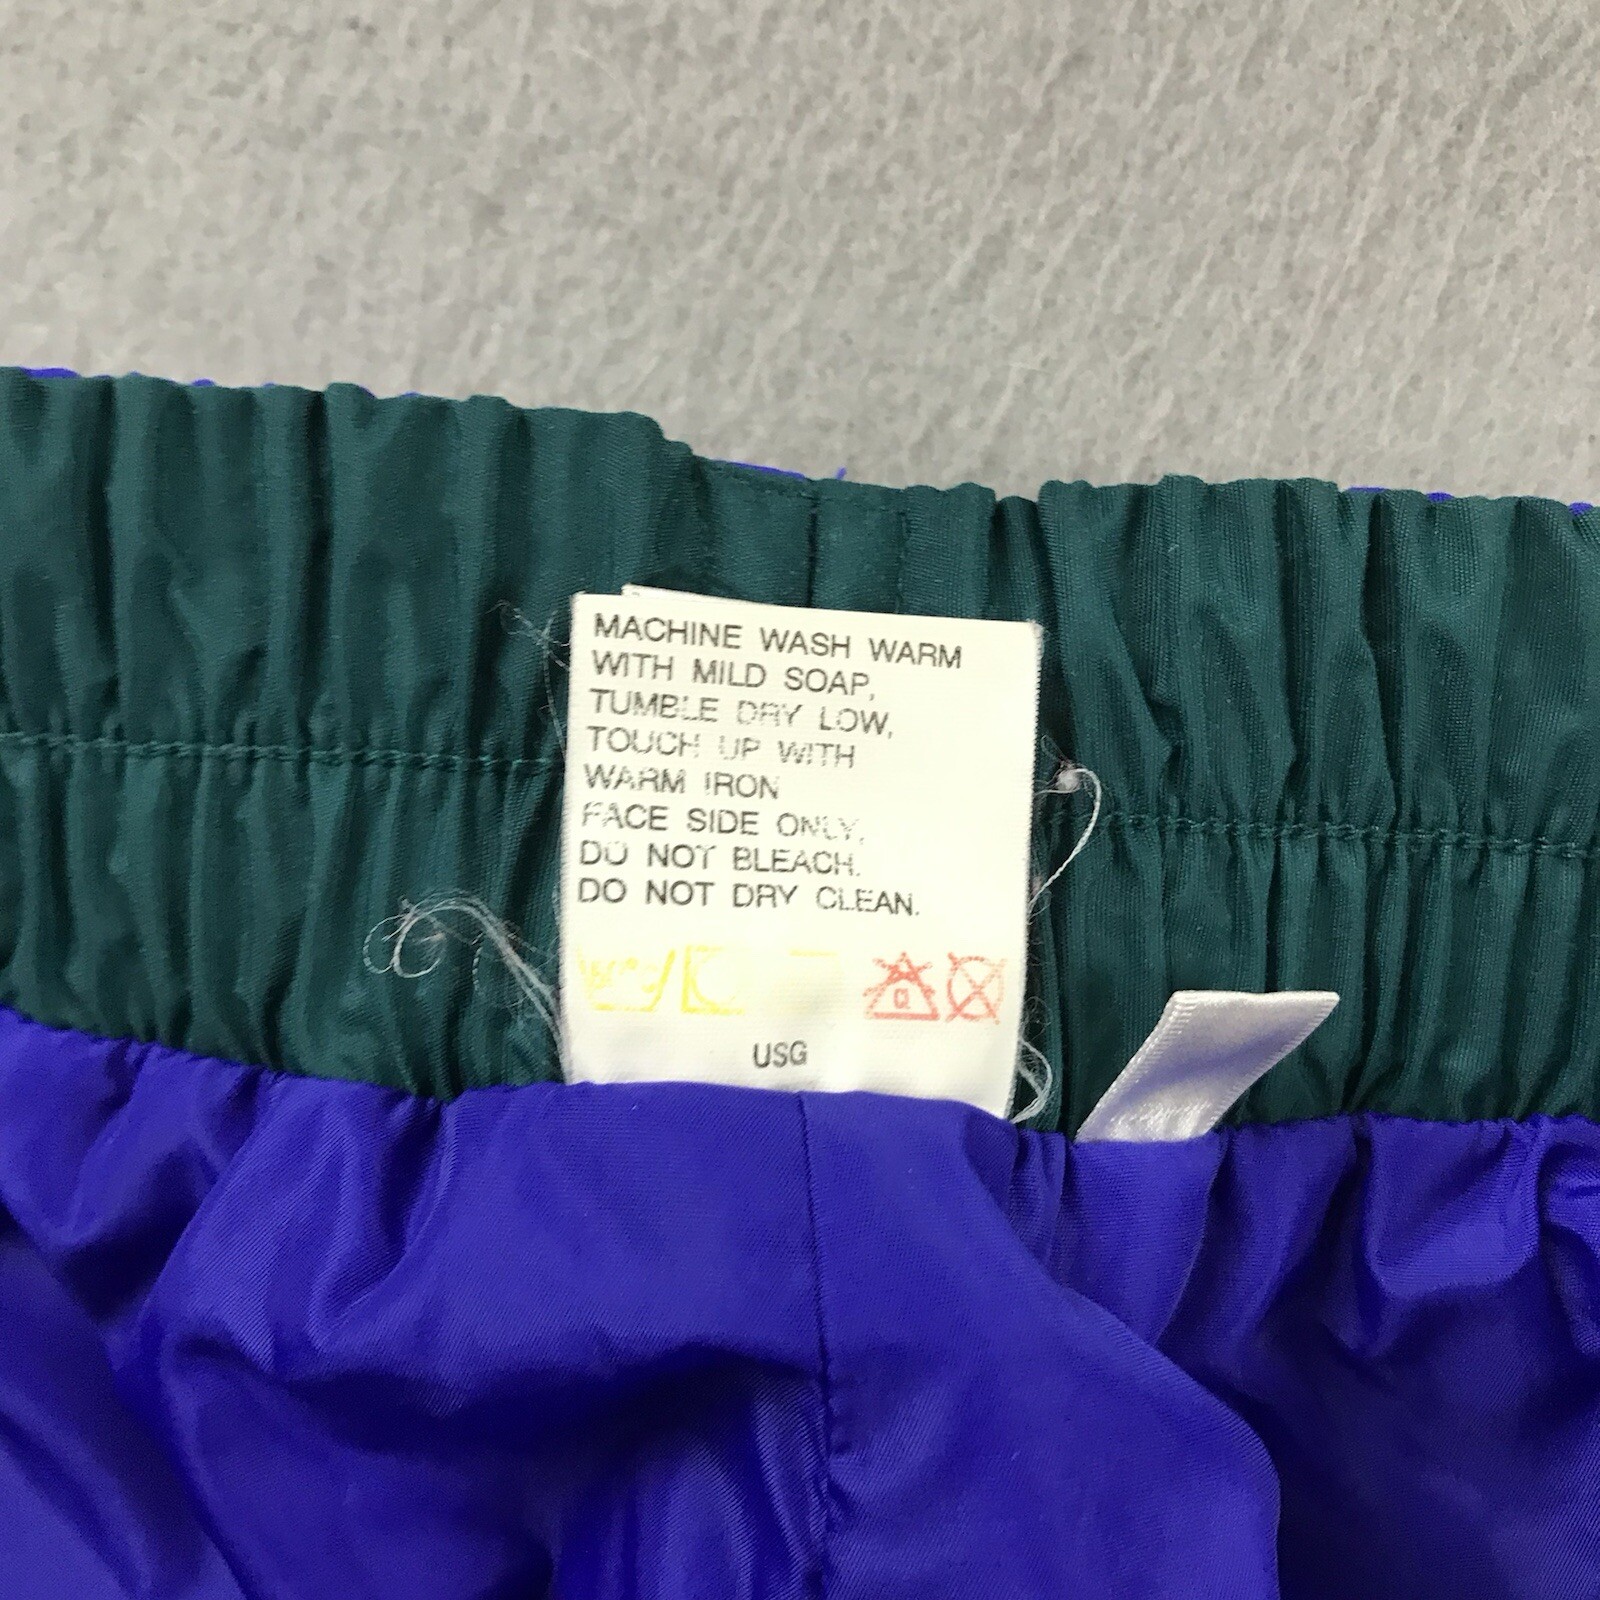 MACHINE WASH WARM
WITH MILD SOAP,
TUMBLE DRY LOW,
TOUCH UP WITH
WARM IRON
FACE SIDE ONLY,
DO NOT BLEACH.
DO NOT DRY CLEAN.
USG